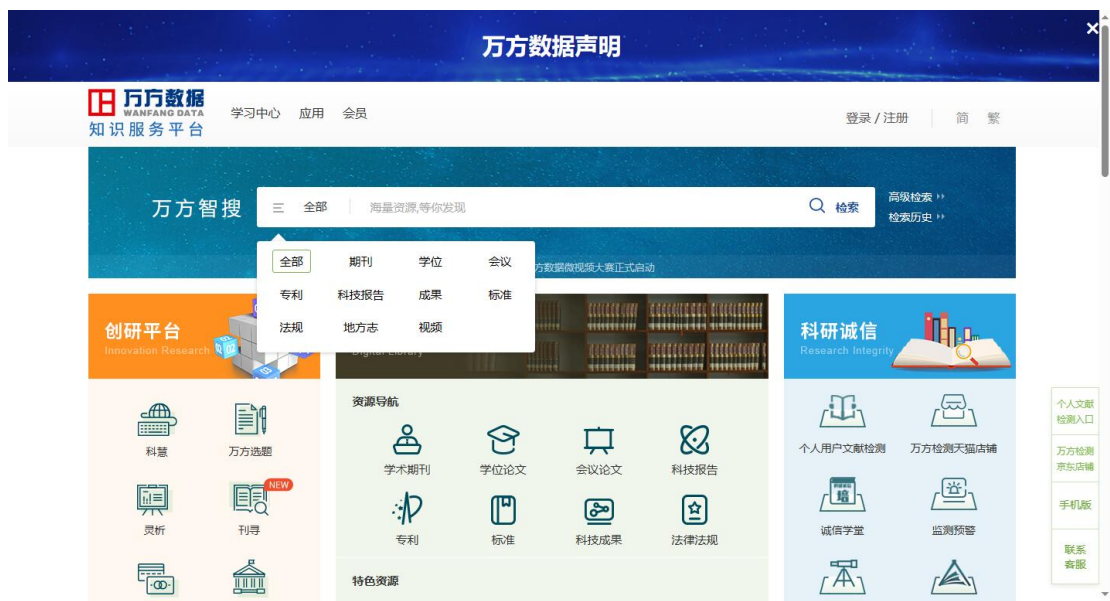 万方数据声明
×
万方数据
WANFANG DATA
知识服务平台
学习中心 应用 会员
登录 / 注册 简 繁
万方智搜
全部 海量资源,等你发现
检索
高级检索
检索历史
全部 期刊 学位 会议
专利 科技报告 成果 标准
法规 地方志 视频
方数据微视频大赛正式启动
创研平台
Innovation Research
Digital Library
科研诚信
Research Integrity
科慧 万方选题
NEW
灵析 刊寻
资源导航
学术期刊 学位论文 会议论文 科技报告
专利 标准 科技成果 法律法规
特色资源
个人用户文献检测 万方检测天猫店铺
诚信学堂 监测预警
个人文献
检测入口
万方检测
京东店铺
手机版
联系
客服